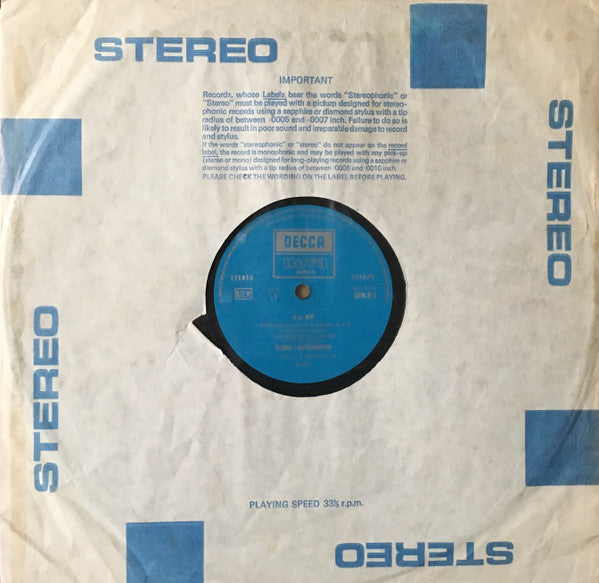 STEREO
IMPORTANT
Records, whose Labels bear the words "Stereophonic" or
"Stereo" must be played with a pickup designed for stereo-
phonic records using a sapphire or diamond stylus with a tip
radius of between ·0005 and ·0007 inch. Failure to do so is
likely to result in poor sound and irreparable damage to record
and stylus.
If the words "stereophonic" or "stereo" do not appear on the record
label, the record is monophonic and may be played with any pick-up
(stereo or mono) designed for long-playing records using a sapphire or
diamond stylus with a tip radius of between ·0005 and ·0010 inch.
PLEASE CHECK THE WORDING ON THE LABEL BEFORE PLAYING.
STEREO
DECCA
nova
SERIES
STEREO
STEREO
CLARK - HUTCHINSON
STEREO
PLAYING SPEED 33⅓ r.p.m.
STEREO